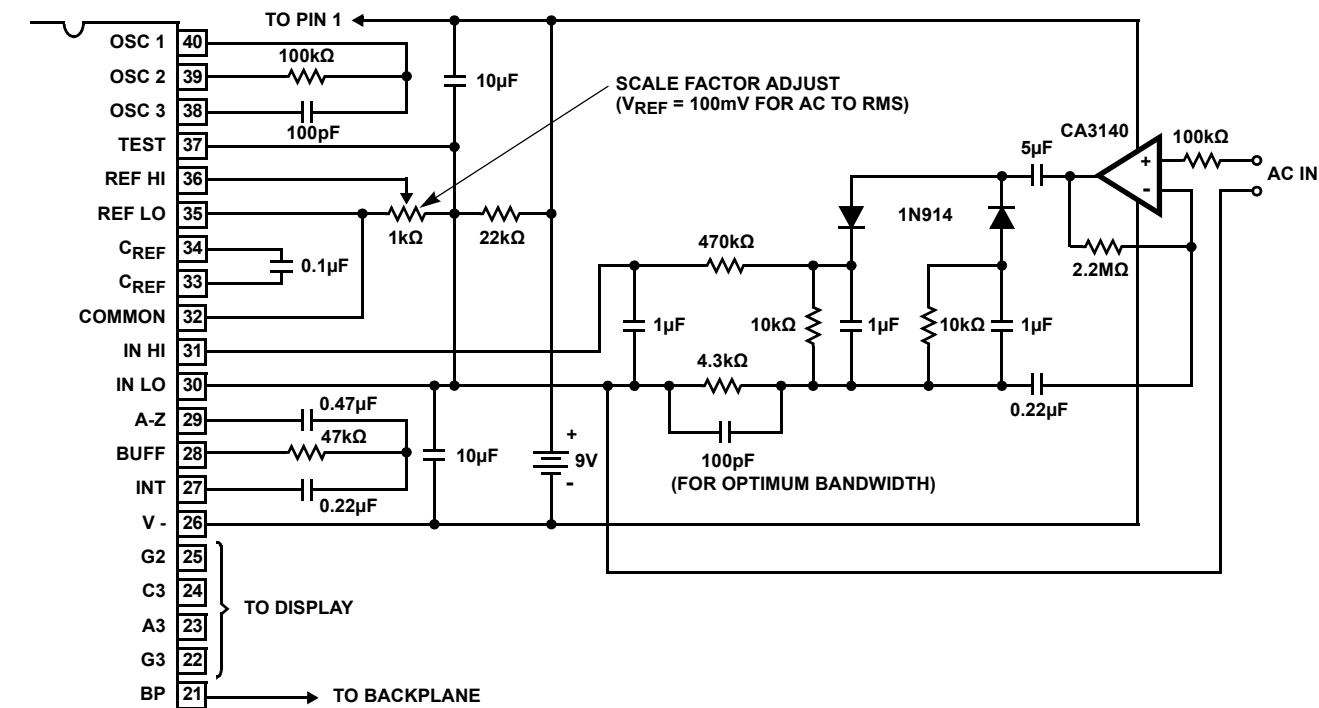 TO PIN 1
OSC 1 40
OSC 2 39
OSC 3 38
TEST 37
REF HI 36
REF LO 35
CREF 34
CREF 33
COMMON 32
IN HI 31
IN LO 30
A-Z 29
BUFF 28
INT 27
V - 26
G2 25
C3 24
A3 23
G3 22
BP 21
100kΩ
100pF
10µF
SCALE FACTOR ADJUST
(VREF = 100mV FOR AC TO RMS)
1kΩ
22kΩ
0.1µF
0.47µF
47kΩ
0.22µF
10µF
+
9V
-
470kΩ
1µF
10kΩ
1µF
10kΩ
1µF
4.3kΩ
100pF
(FOR OPTIMUM BANDWIDTH)
1N914
5µF
CA3140
+
-
100kΩ
AC IN
2.2MΩ
0.22µF
TO DISPLAY
TO BACKPLANE